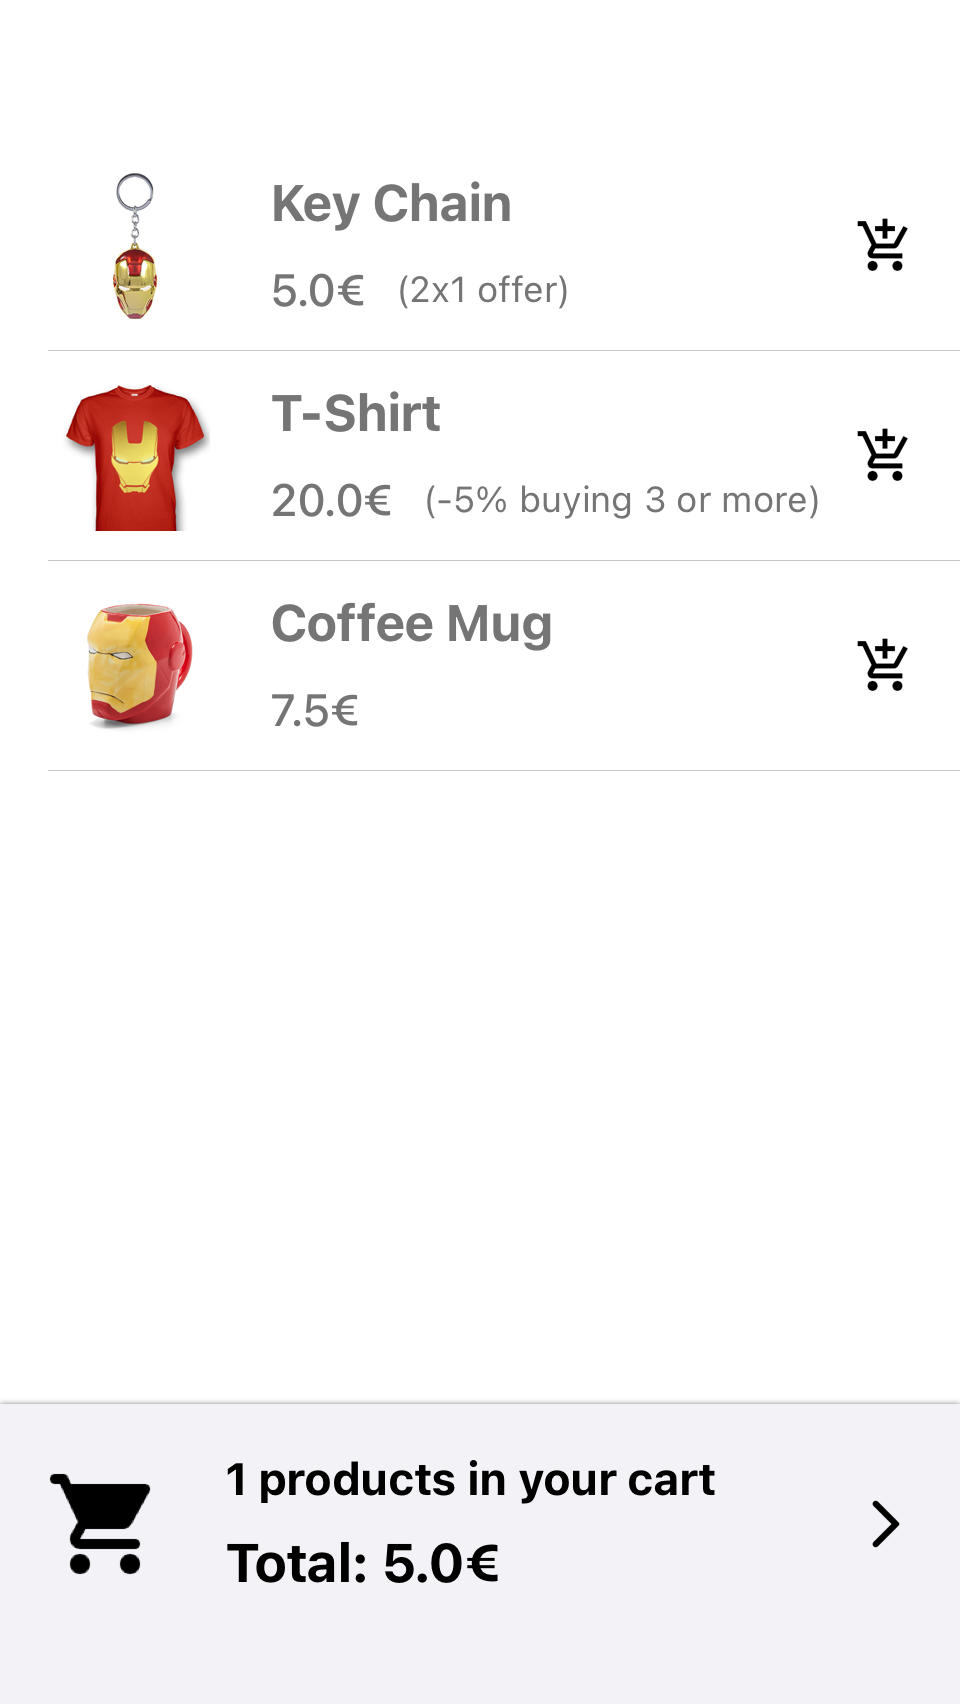 Key Chain
5.0€ (2x1 offer)
T-Shirt
20.0€ (-5% buying 3 or more)
Coffee Mug
7.5€
1 products in your cart
Total: 5.0€